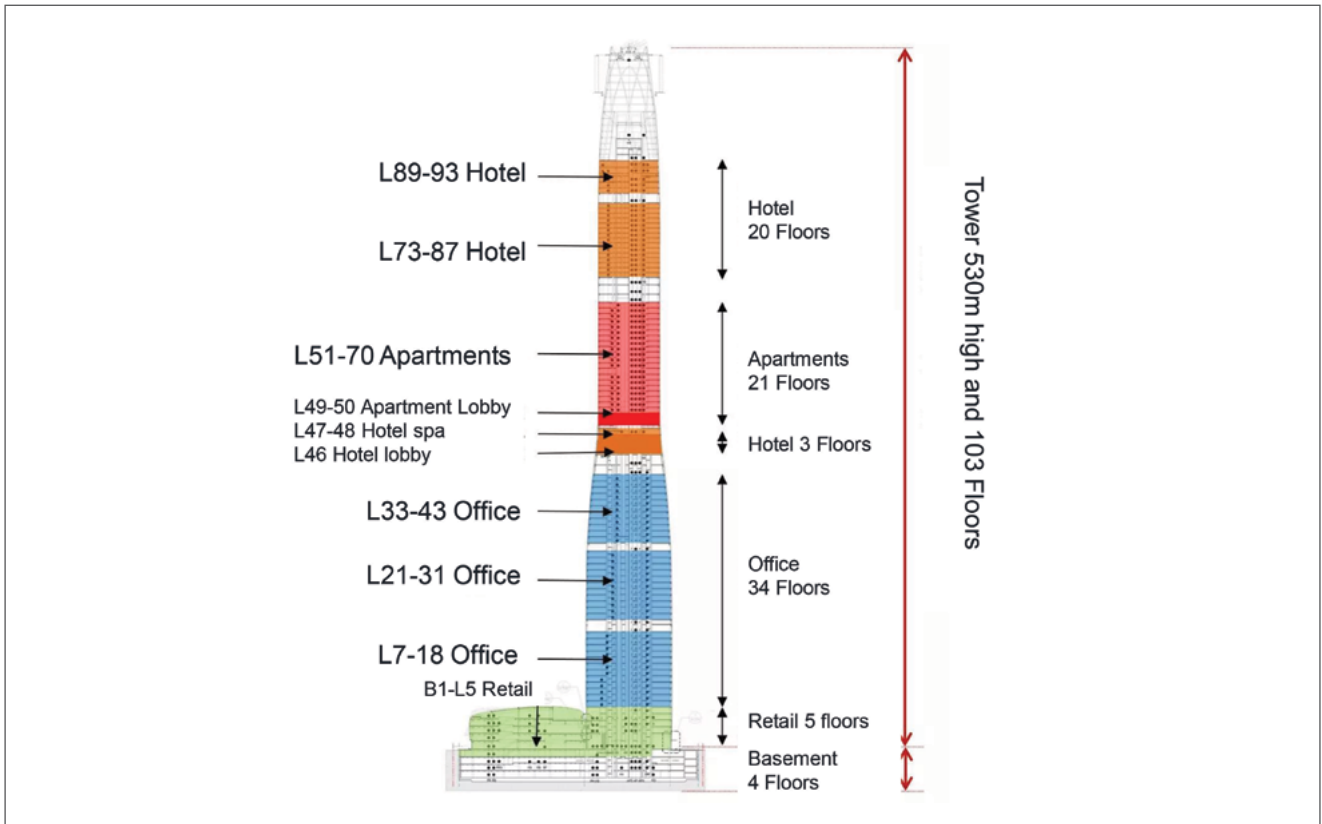 L89-93 Hotel
L73-87 Hotel
L51-70 Apartments
L49-50 Apartment Lobby
L47-48 Hotel spa
L46 Hotel lobby
L33-43 Office
L21-31 Office
L7-18 Office
B1-L5 Retail
Hotel
20 Floors
Apartments
21 Floors
Hotel 3 Floors
Office
34 Floors
Retail 5 floors
Basement
4 Floors
Tower 530m high and 103 Floors